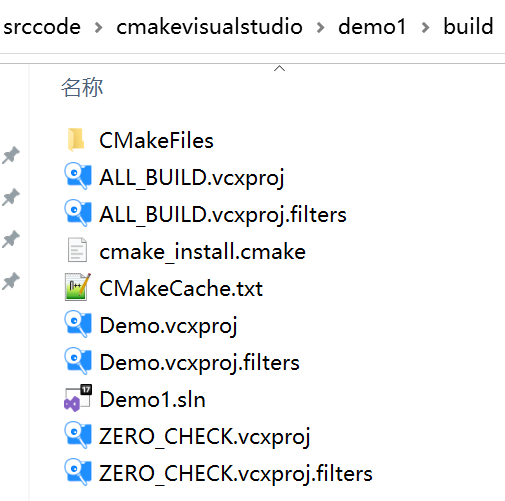 srccode > cmakevisualstudio > demo1 > build
名称
CMakeFiles
ALL_BUILD.vcxproj
ALL_BUILD.vcxproj.filters
cmake_install.cmake
CMakeCache.txt
Demo.vcxproj
Demo.vcxproj.filters
Demo1.sln
ZERO_CHECK.vcxproj
ZERO_CHECK.vcxproj.filters